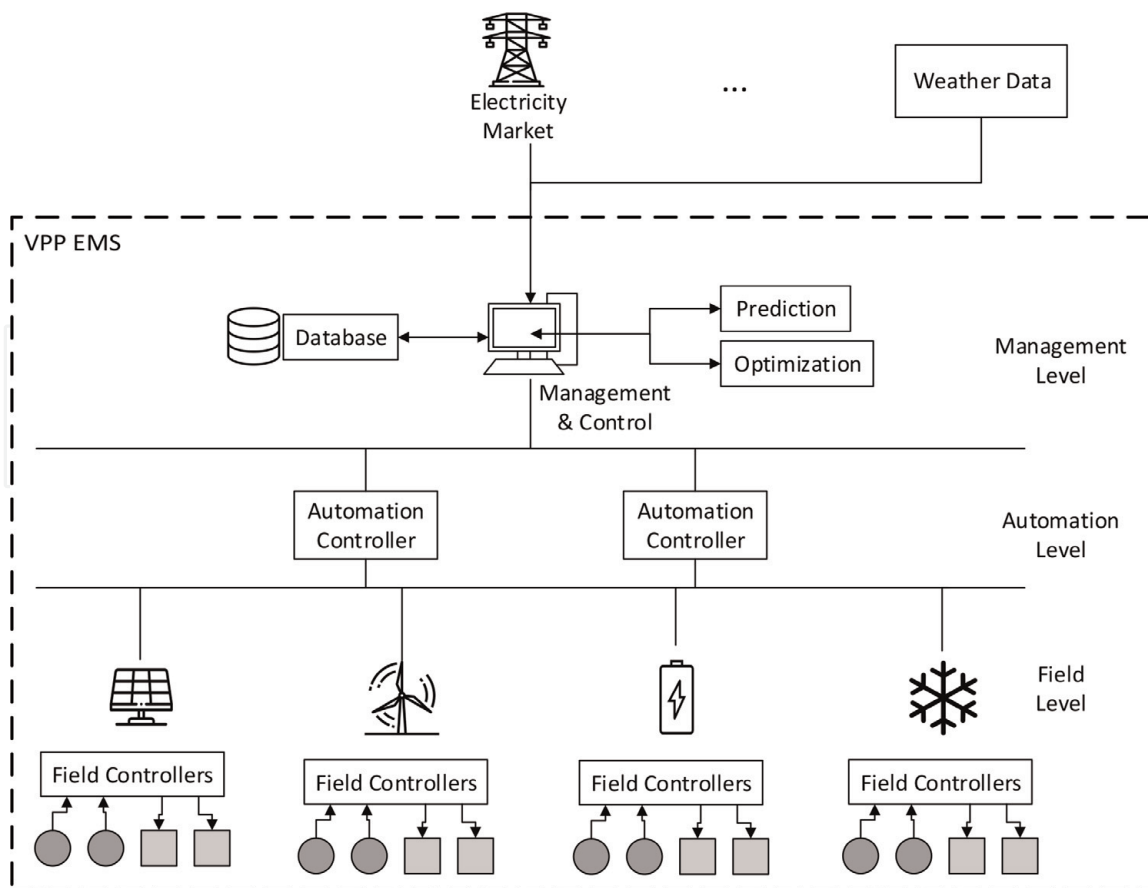 Electricity
Market
...
Weather Data
VPP EMS
Database
Prediction
Optimization
Management
& Control
Management
Level
Automation
Controller
Automation
Controller
Automation
Level
Field
Level
Field Controllers
Field Controllers
Field Controllers
Field Controllers